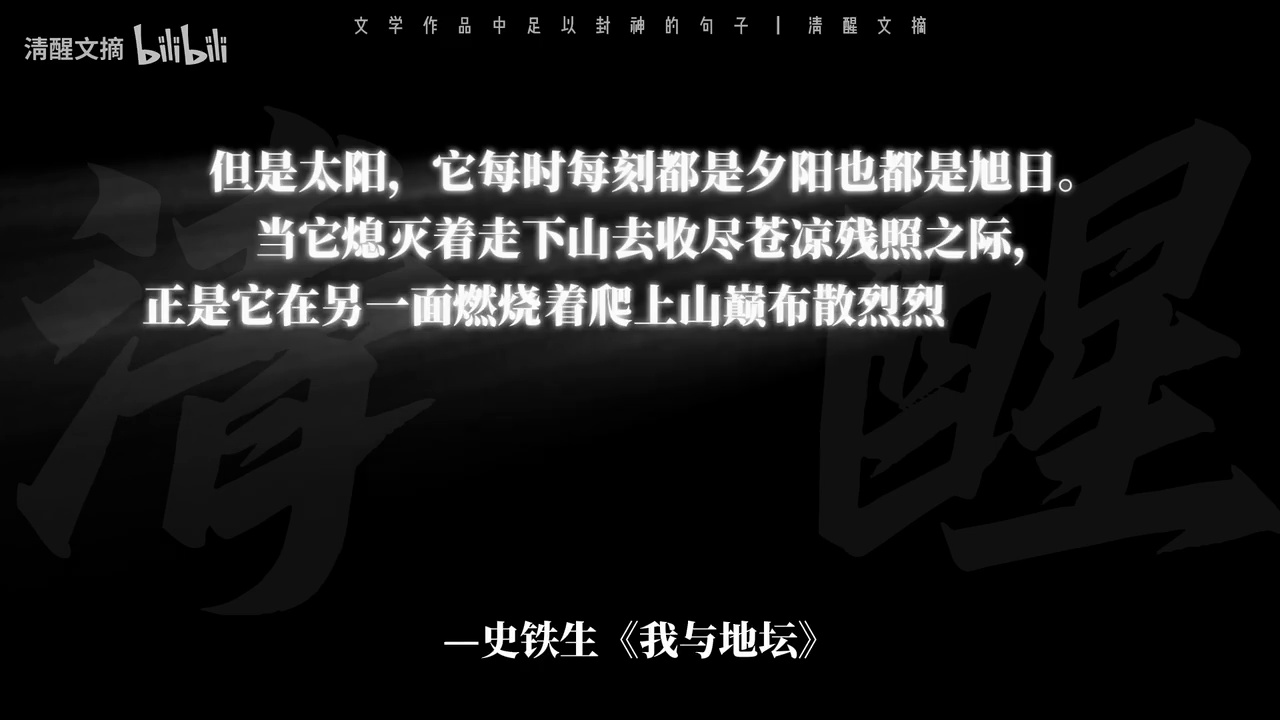 文学作品中足以封神的句子 | 清醒文摘
清醒文摘 bilibili
但是太阳，它每时每刻都是夕阳也都是旭日。
当它熄灭着走下山去收尽苍凉残照之际，
正是它在另一面燃烧着爬上山巅布散烈烈
清醒
—史铁生《我与地坛》